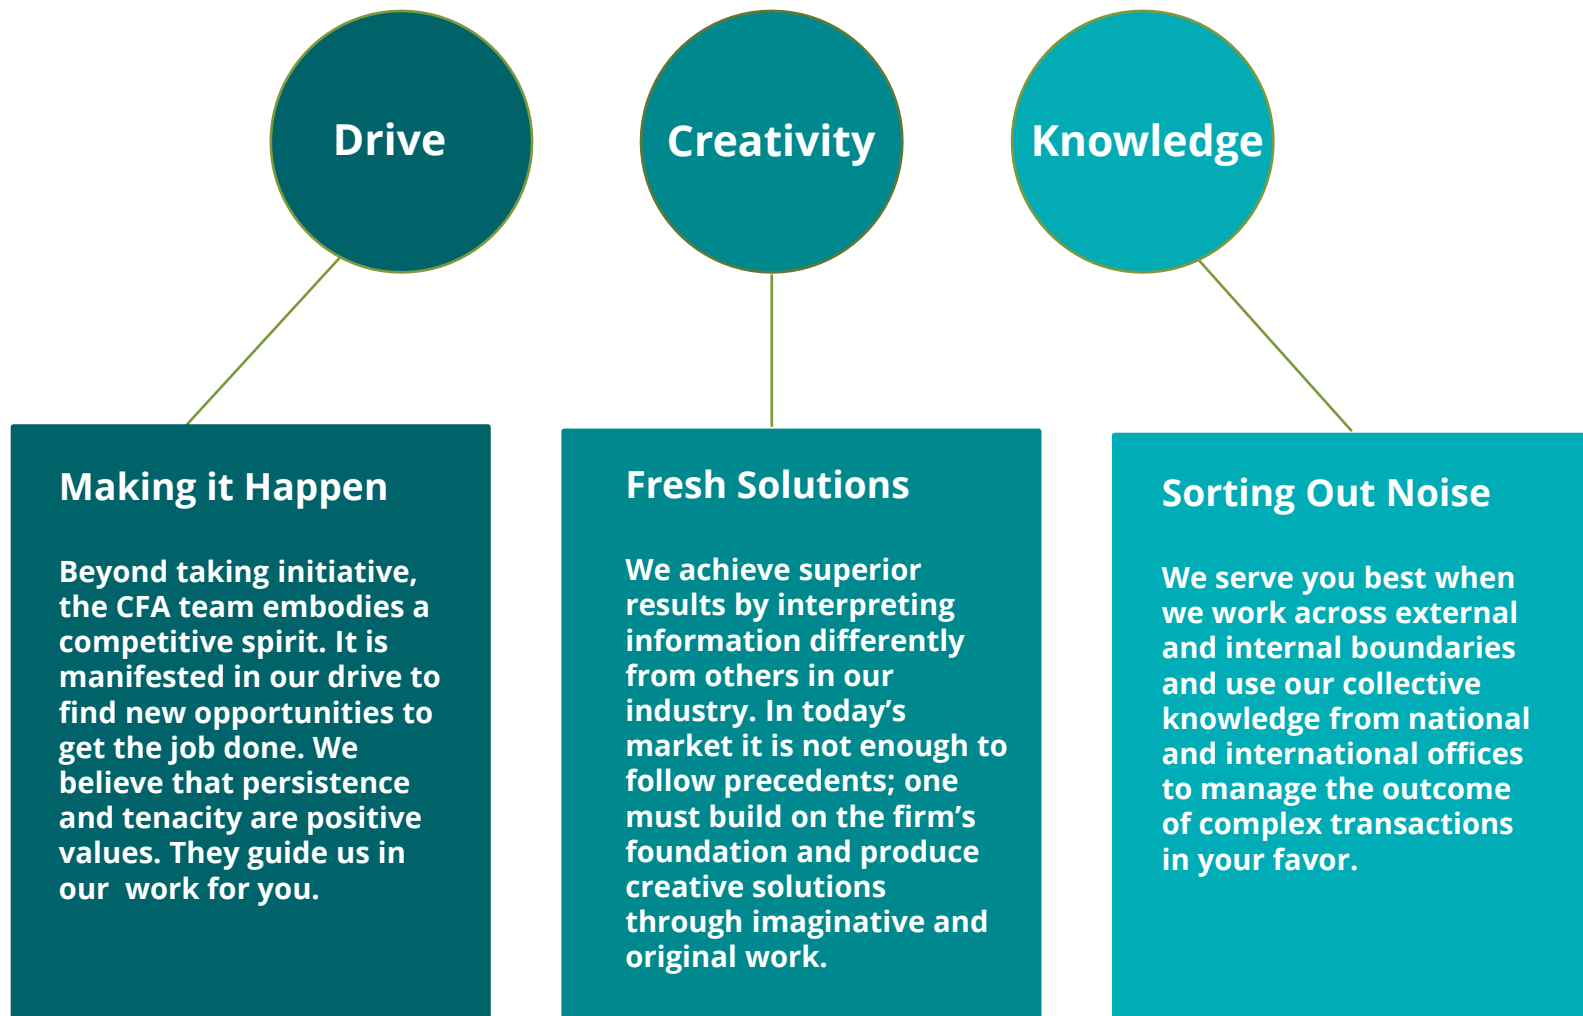 Drive
Creativity
Knowledge
Making it Happen
Beyond taking initiative,
the CFA team embodies a
competitive spirit. It is
manifested in our drive to
find new opportunities to
get the job done. We
believe that persistence
and tenacity are positive
values. They guide us in
our  work for you.
Fresh Solutions
We achieve superior
results by interpreting
information differently
from others in our
industry. In today’s
market it is not enough to
follow precedents; one
must build on the firm’s
foundation and produce
creative solutions
through imaginative and
original work.
Sorting Out Noise
We serve you best when
we work across external
and internal boundaries
and use our collective
knowledge from national
and international offices
to manage the outcome
of complex transactions
in your favor.